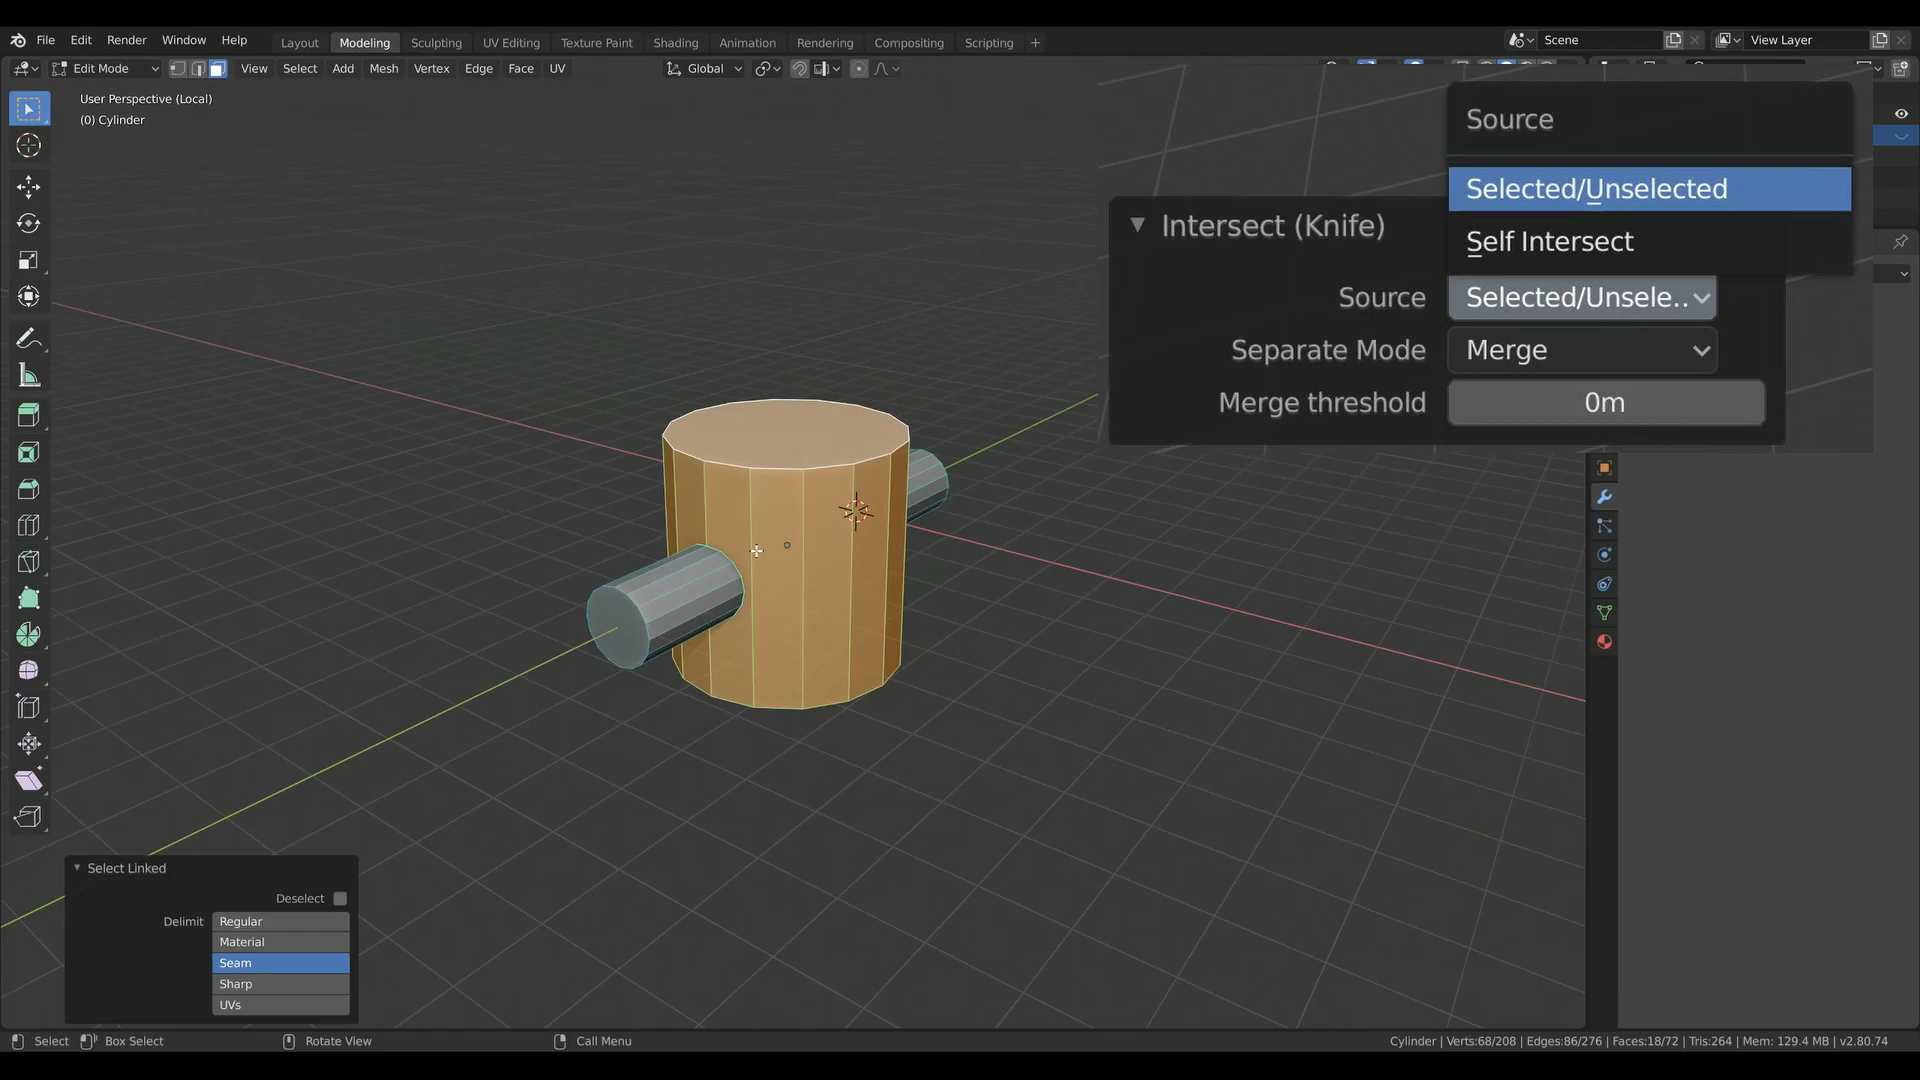 File Edit Render Window Help Layout Modeling Sculpting UV Editing Texture Paint Shading Animation Rendering Compositing Scripting + Scene View Layer
Edit Mode View Select Add Mesh Vertex Edge Face UV Global
User Perspective (Local)
(0) Cylinder
Source
Selected/Unselected
Self Intersect
Intersect (Knife)
Source Selected/Unsele..
Separate Mode Merge
Merge threshold 0m
Select Linked
Deselect
Delimit Regular
Material
Seam
Sharp
UVs
Select Box Select Rotate View Call Menu Cylinder | Verts:68/208 | Edges:86/276 | Faces:18/72 | Tris:264 | Mem: 129.4 MB | v2.80.74